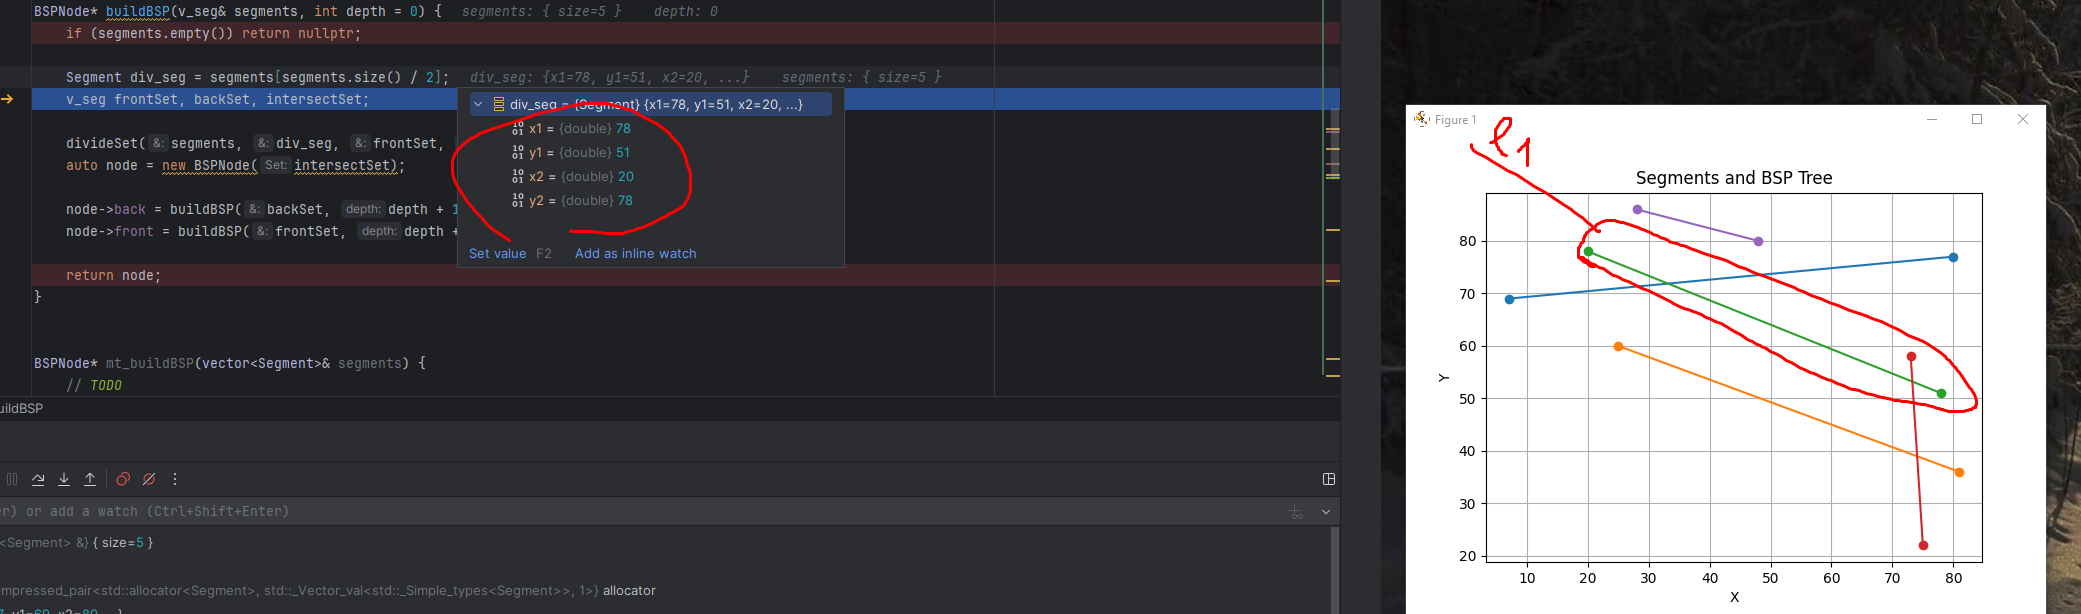 BSPNode* buildBSP(v_seg& segments, int depth = 0) { segments: { size=5 } depth: 0
if (segments.empty()) return nullptr;
Segment div_seg = segments[segments.size() / 2]; div_seg: {x1=78, y1=51, x2=20, ...} segments: { size=5 }
v_seg frontSet, backSet, intersectSet;
div_seg = {Segment} {x1=78, y1=51, x2=20, ...}
x1 = {double} 78
y1 = {double} 51
x2 = {double} 20
y2 = {double} 78
Set value F2 Add as inline watch
divideSet( &: segments, &: div_seg, &: frontSet,
auto node = new BSPNode( Set: intersectSet);
node->back = buildBSP( &: backSet, depth: depth + 1
node->front = buildBSP( &: frontSet, depth: depth +
return node;
}
BSPNode* mt_buildBSP(vector<Segment>& segments) {
// TODO
uildBSP
er) or add a watch (Ctrl+Shift+Enter)
<Segment> &} { size=5 }
mpressed_pair<std::allocator<Segment>, std::_Vector_val<std::_Simple_types<Segment>>, 1>} allocator
Figure 1
l1
Segments and BSP Tree
80
70
60
50
40
30
20
Y
10 20 30 40 50 60 70 80
X